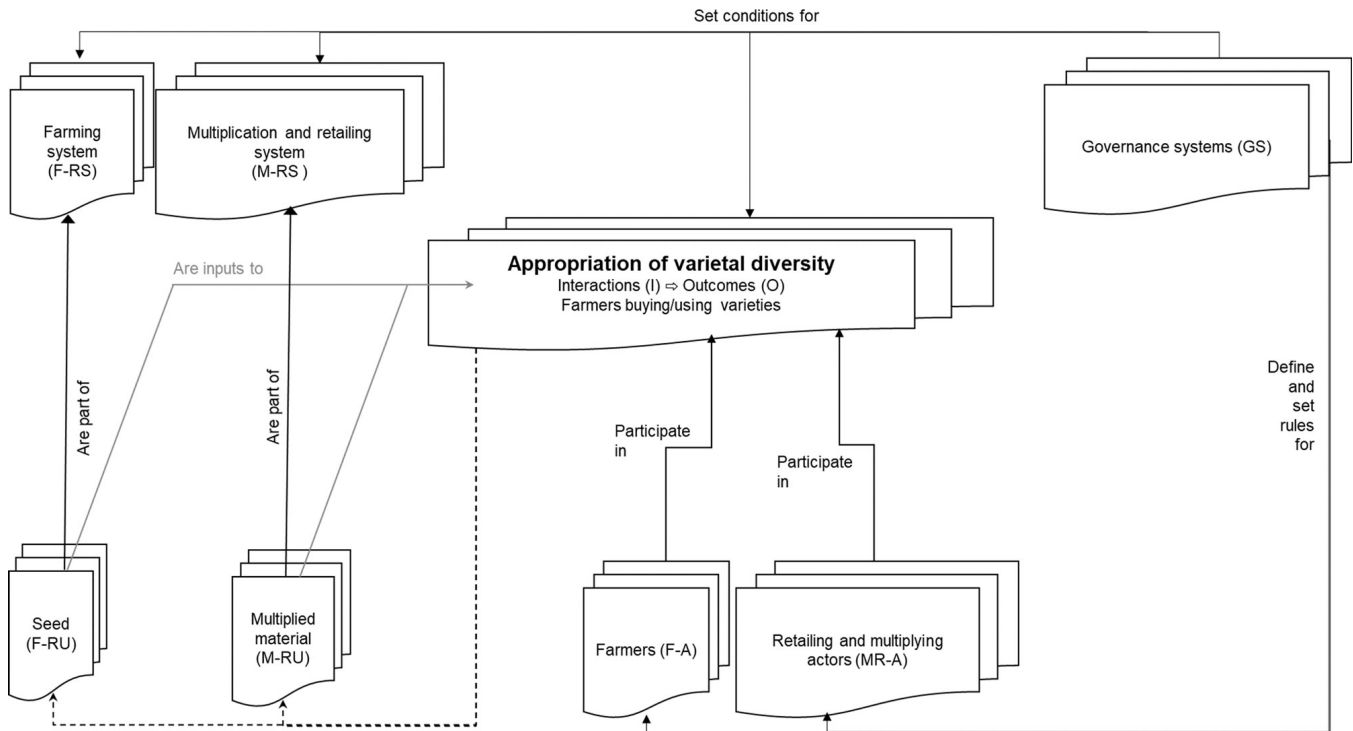 Set conditions for
Farming
system
(F-RS)
Multiplication and retailing
system
(M-RS )
Governance systems (GS)
Appropriation of varietal diversity
Interactions (I) ⇨ Outcomes (O)
Farmers buying/using varieties
Are inputs to
Are part of
Are part of
Participate
in
Participate
in
Define
and
set
rules
for
Seed
(F-RU)
Multiplied
material
(M-RU)
Farmers (F-A)
Retailing and multiplying
actors (MR-A)